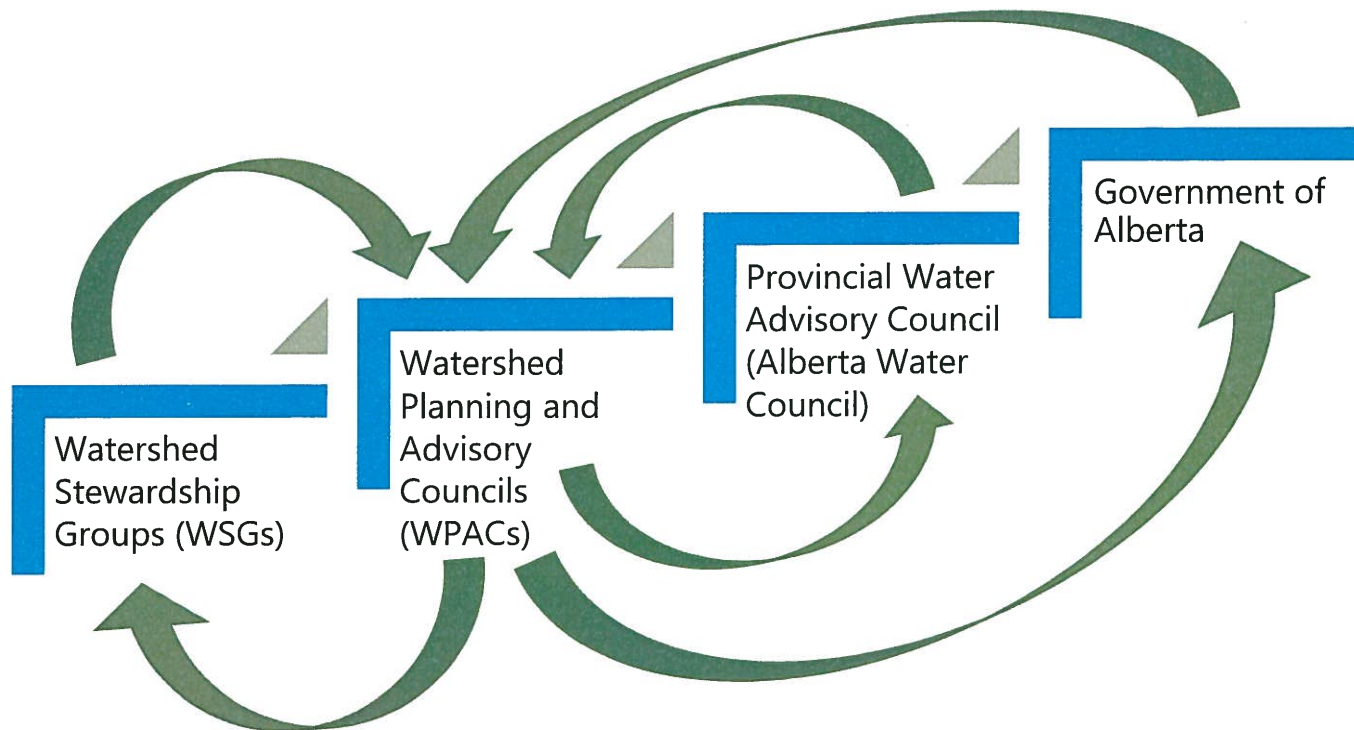 Watershed
Stewardship
Groups (WSGs)
Watershed
Planning and
Advisory
Councils
(WPACs)
Provincial Water
Advisory Council
(Alberta Water
Council)
Government of
Alberta